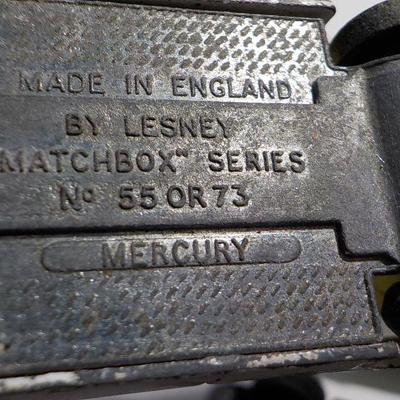 MADE IN ENGLAND
BY LESNEY
MATCHBOX" SERIES
No 55 OR 73
MERCURY